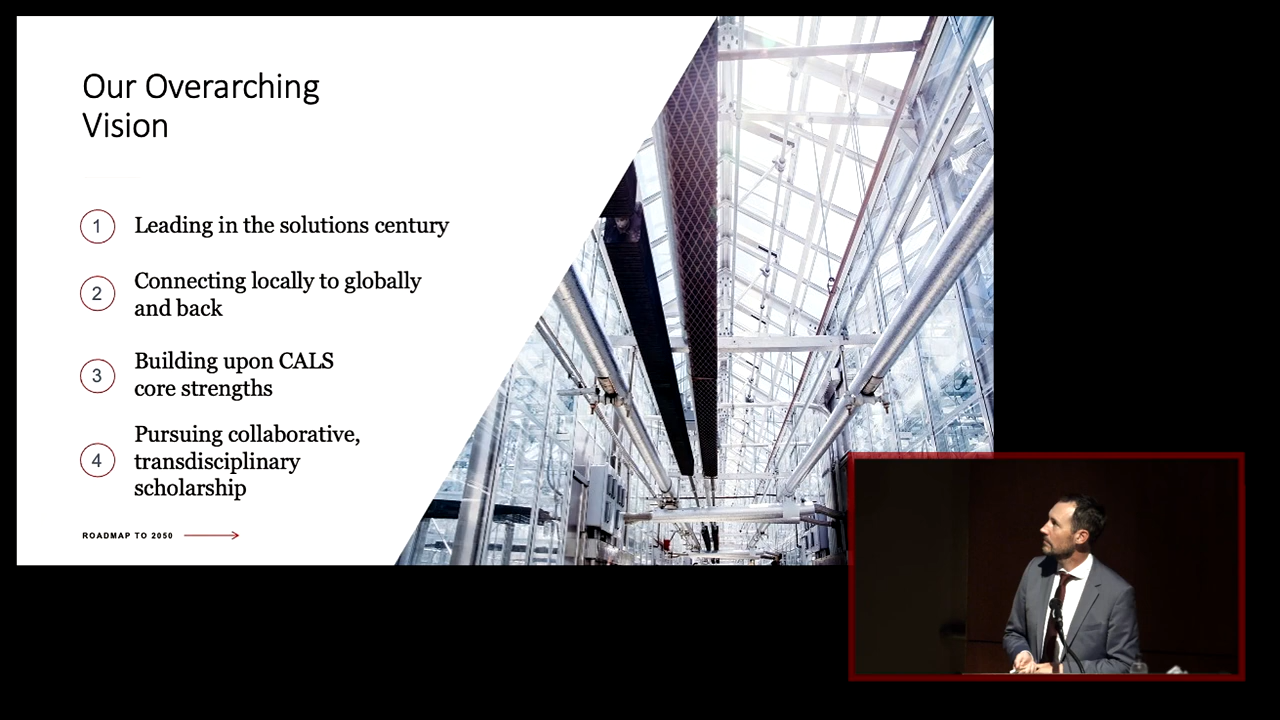 Our Overarching
Vision
1 Leading in the solutions century
2 Connecting locally to globally
and back
3 Building upon CALS
core strengths
4 Pursuing collaborative,
transdisciplinary
scholarship
ROADMAP TO 2050